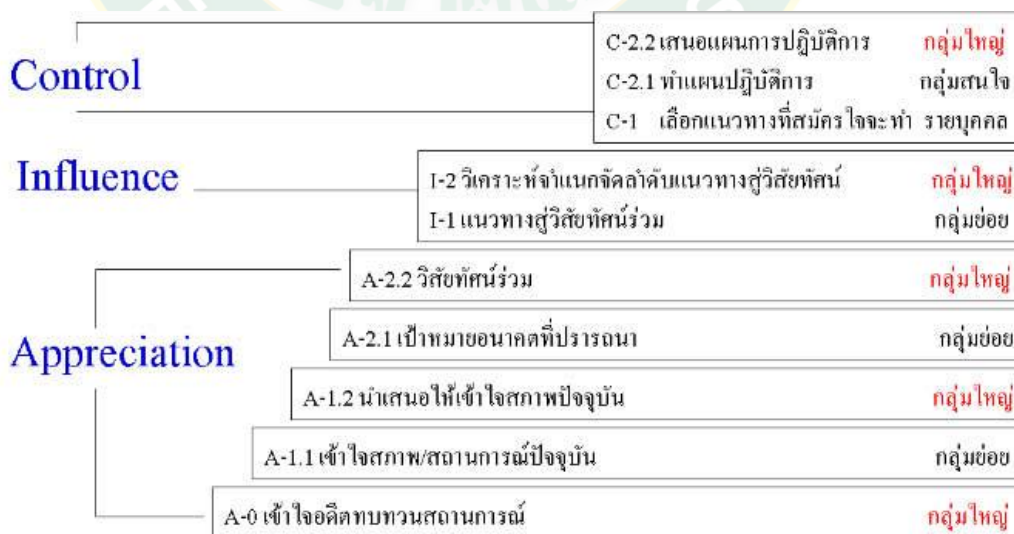 C-2.2 เสนอแผนการปฏิบัติการ กลุ่มใหญ่
Control
C-2.1 ทำแผนปฏิบัติการ กลุ่มสนใจ
C-1 เลือกแนวทางที่สมัครใจจะทำ รายบุคคล
Influence
I-2 วิเคราะห์จำแนกจัดลำดับแนวทางสู่วิสัยทัศน์ กลุ่มใหญ่
I-1 แนวทางสู่วิสัยทัศน์ร่วม กลุ่มย่อย
A-2.2 วิสัยทัศน์ร่วม กลุ่มใหญ่
Appreciation
A-2.1 เป้าหมายอนาคตที่ปรารถนา กลุ่มย่อย
A-1.2 นำเสนอให้เข้าใจสภาพปัจจุบัน กลุ่มใหญ่
A-1.1 เข้าใจสภาพ/สถานการณ์ปัจจุบัน กลุ่มย่อย
A-0 เข้าใจอดีตทบทวนสถานการณ์ กลุ่มใหญ่